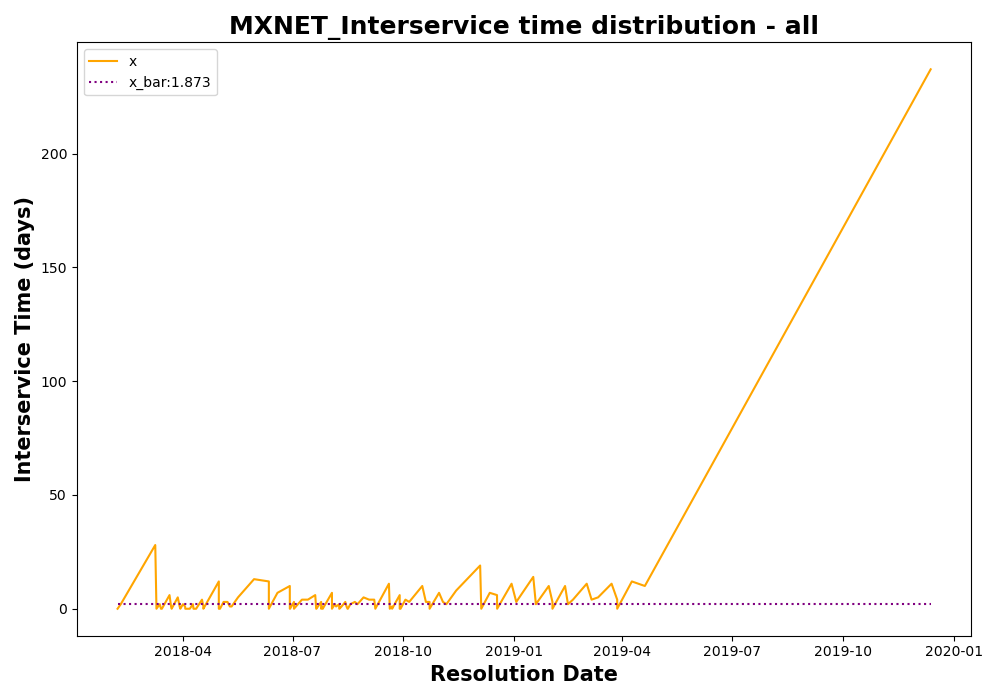 MXNET_Interservice time distribution - all
x
x_bar:1.873
Interservice Time (days)
200
150
100
50
0
2018-04 2018-07 2018-10 2019-01 2019-04 2019-07 2019-10 2020-01
Resolution Date